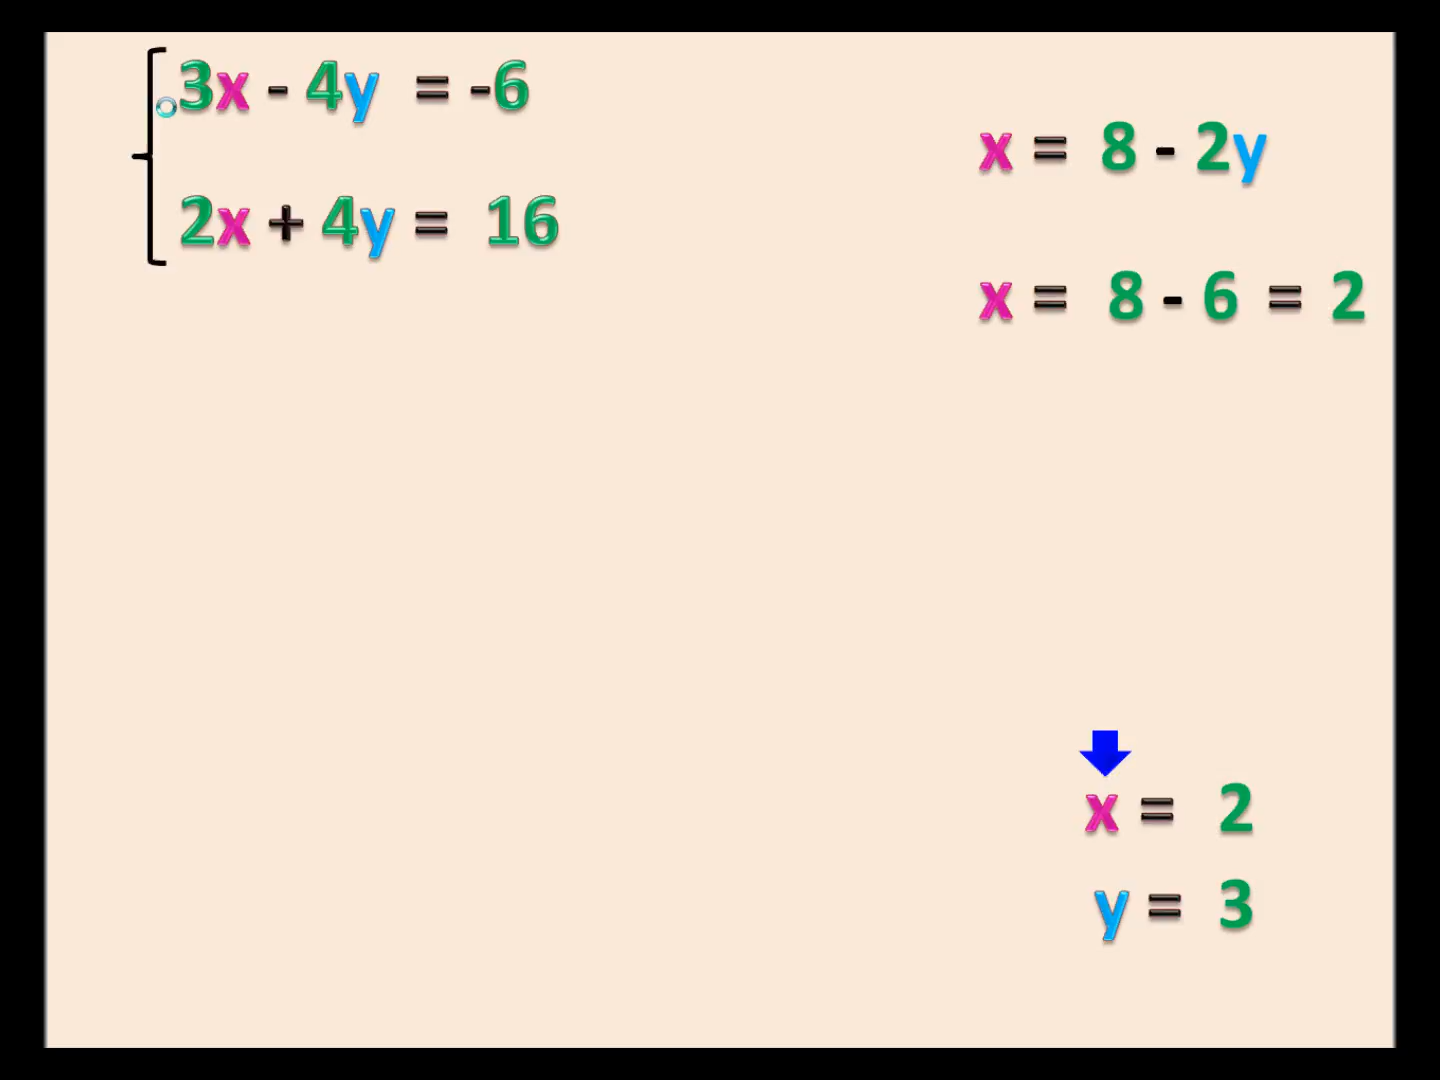 3x - 4y = -6
2x + 4y = 16
x = 8 - 2y
x = 8 - 6 = 2
x = 2
y = 3